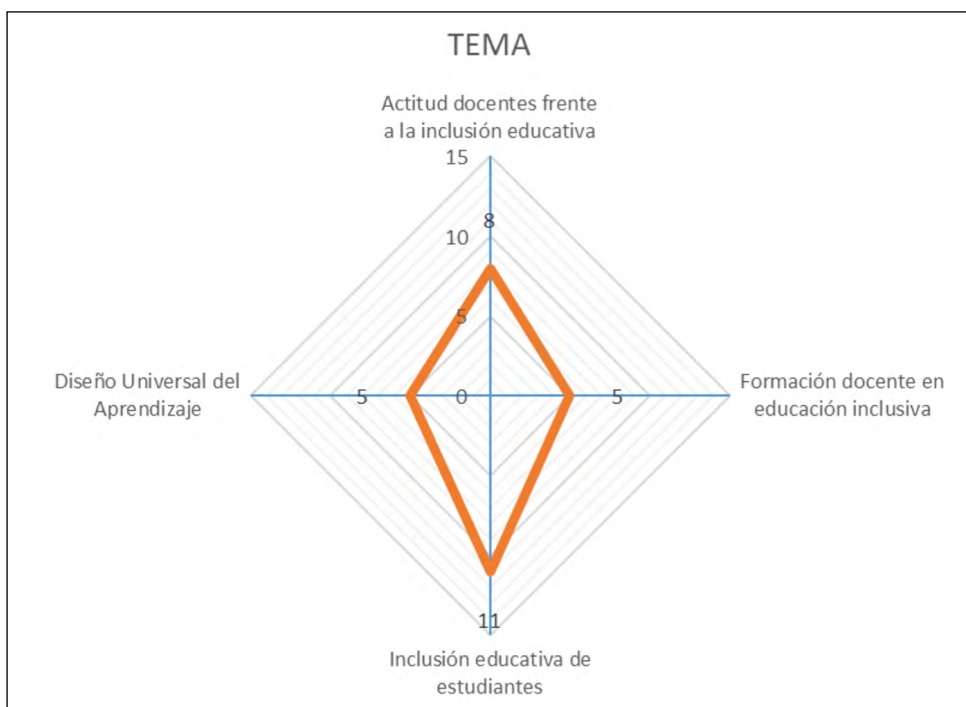 TEMA
Actitud docentes frente
a la inclusión educativa
15
8
10
5
Diseño Universal del
Aprendizaje
5
0
5
Formación docente en
educación inclusiva
11
Inclusión educativa de
estudiantes